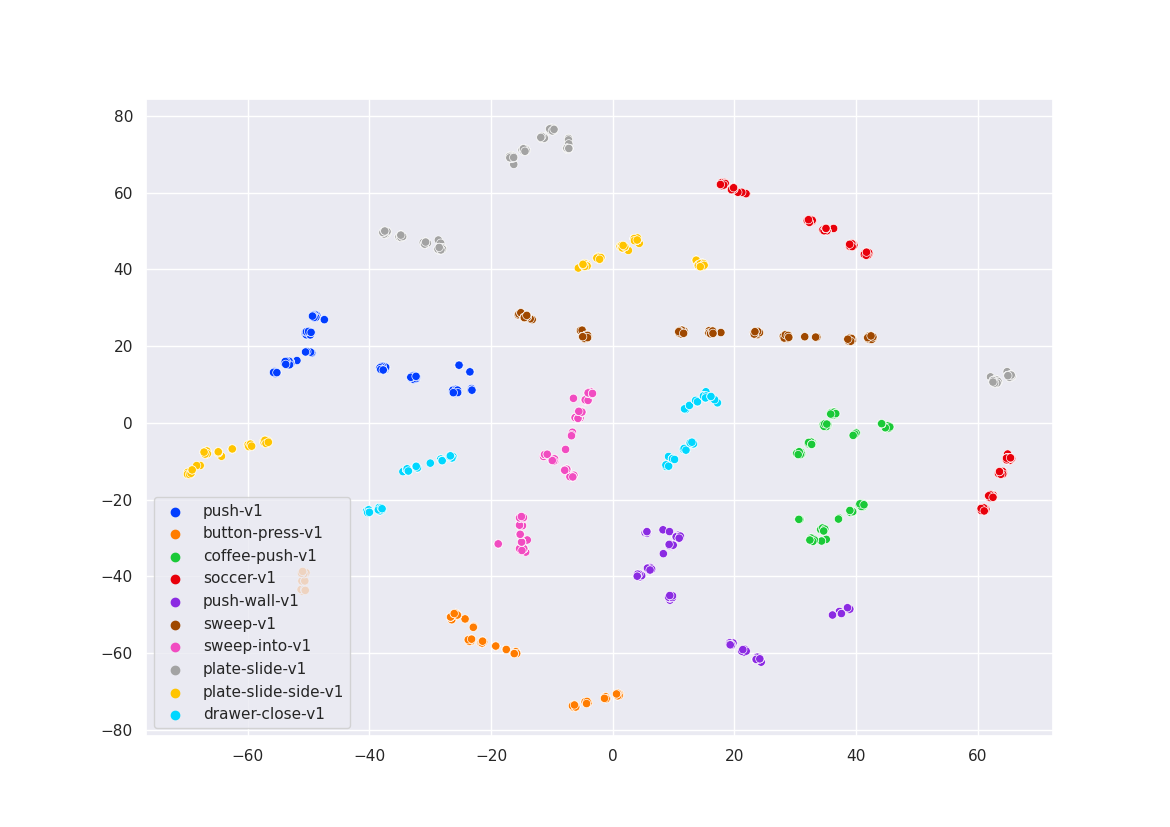 80
60
40
20
0
−20
−40
−60
−80
push-v1
button-press-v1
coffee-push-v1
soccer-v1
push-wall-v1
sweep-v1
sweep-into-v1
plate-slide-v1
plate-slide-side-v1
drawer-close-v1
−60 −40 −20 0 20 40 60